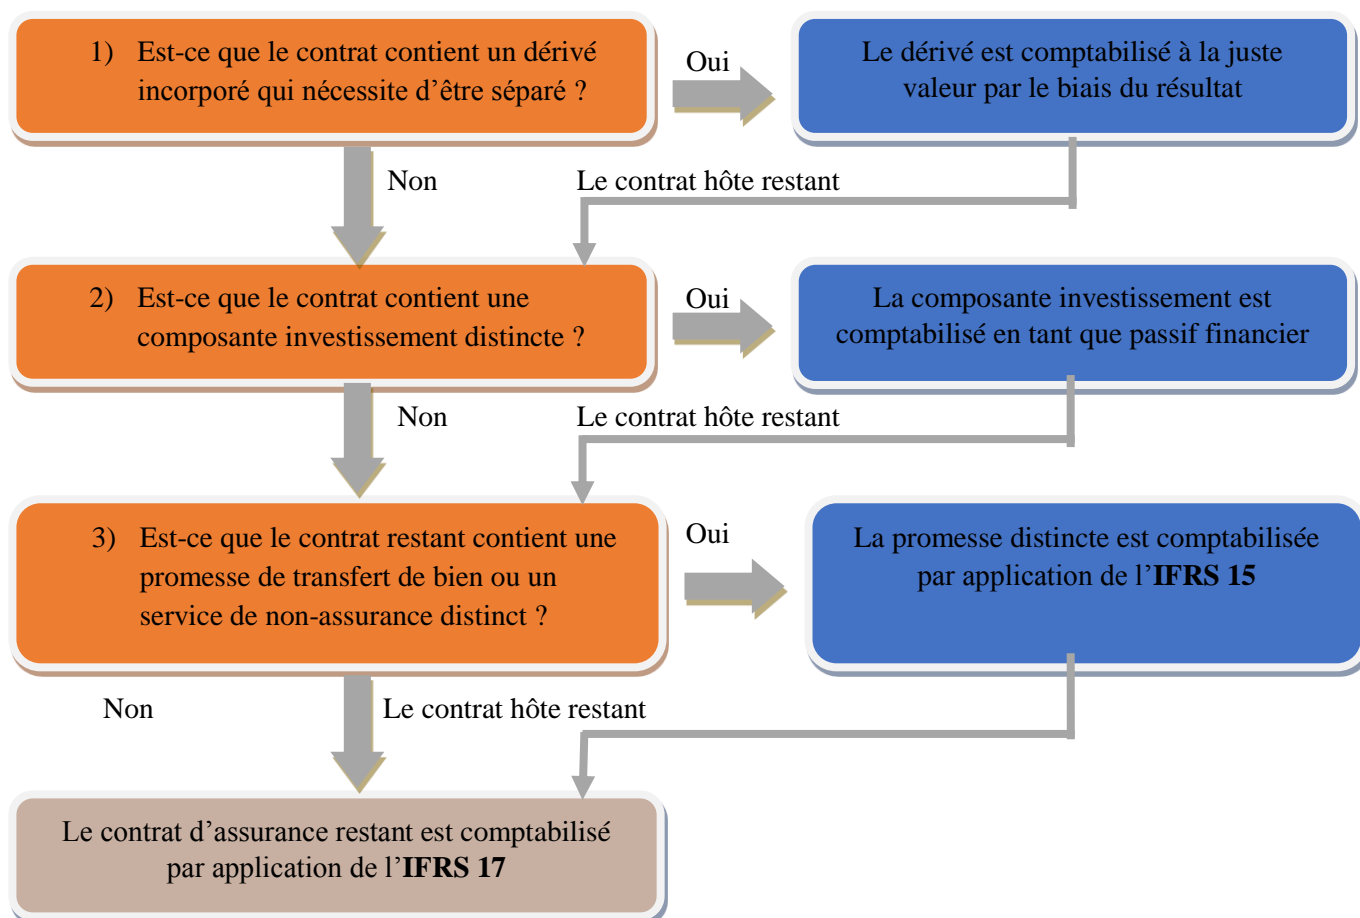 1) Est-ce que le contrat contient un dérivé
incorporé qui nécessite d'être séparé ?
Oui
Le dérivé est comptabilisé à la juste
valeur par le biais du résultat
Non
Le contrat hôte restant
2) Est-ce que le contrat contient une
composante investissement distincte ?
Oui
La composante investissement est
comptabilisé en tant que passif financier
Non
Le contrat hôte restant
3) Est-ce que le contrat restant contient une
promesse de transfert de bien ou un
service de non-assurance distinct ?
Oui
La promesse distincte est comptabilisée
par application de l'IFRS 15
Non
Le contrat hôte restant
Le contrat d'assurance restant est comptabilisé
par application de l'IFRS 17